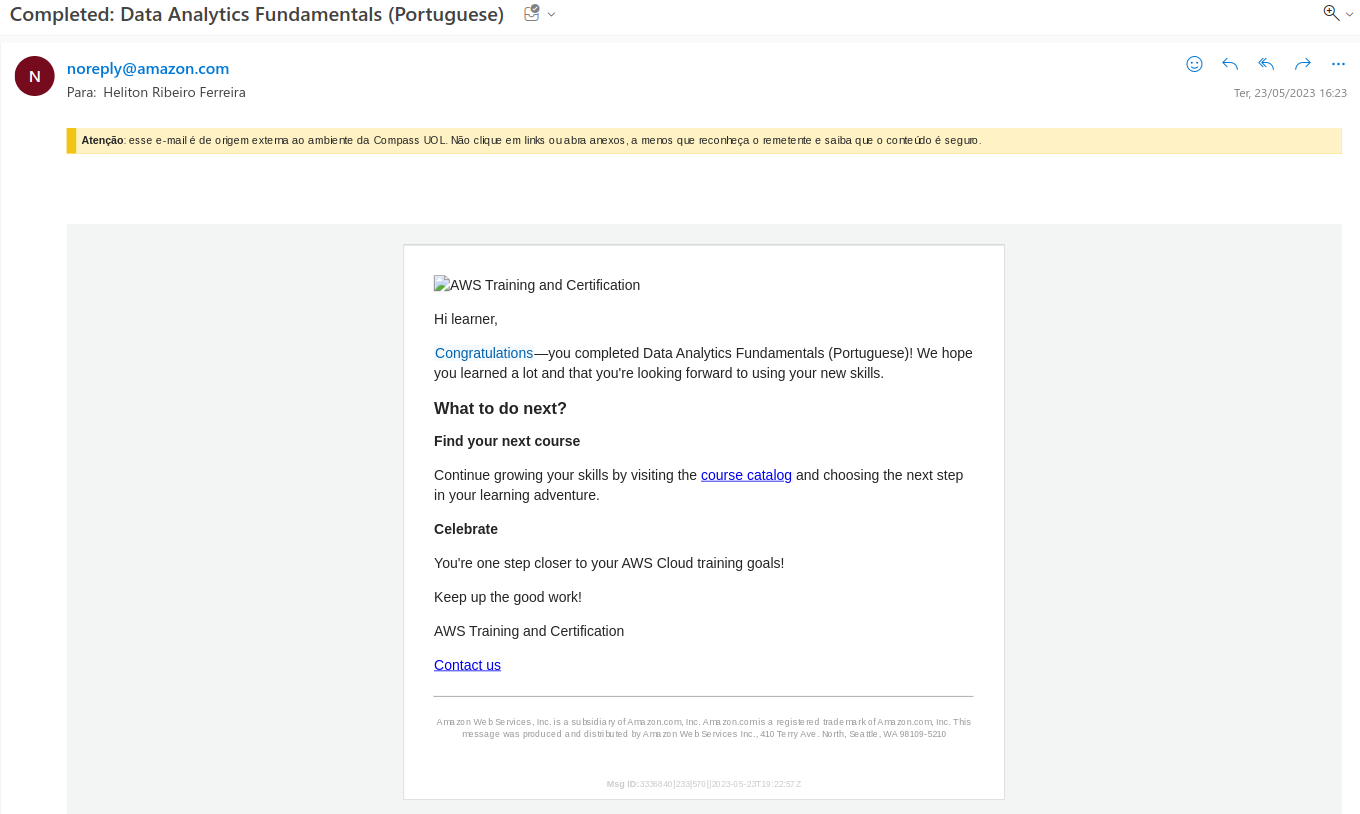 Completed: Data Analytics Fundamentals (Portuguese)
N
noreply@amazon.com
Para: Heliton Ribeiro Ferreira
Ter, 23/05/2023 16:23
Atenção: esse e-mail é de origem externa ao ambiente da Compass UOL. Não clique em links ou abra anexos, a menos que reconheça o remetente e saiba que o conteúdo é seguro.
AWS Training and Certification
Hi learner,
Congratulations—you completed Data Analytics Fundamentals (Portuguese)! We hope
you learned a lot and that you're looking forward to using your new skills.
What to do next?
Find your next course
Continue growing your skills by visiting the course catalog and choosing the next step
in your learning adventure.
Celebrate
You're one step closer to your AWS Cloud training goals!
Keep up the good work!
AWS Training and Certification
Contact us
Amazon Web Services, Inc. is a subsidiary of Amazon.com, Inc. Amazon.com is a registered trademark of Amazon.com, Inc. This
message was produced and distributed by Amazon Web Services Inc., 410 Terry Ave. North, Seattle, WA 98109-5210
Msg ID:3336840|233|570||2023-05-23T19:22:57Z